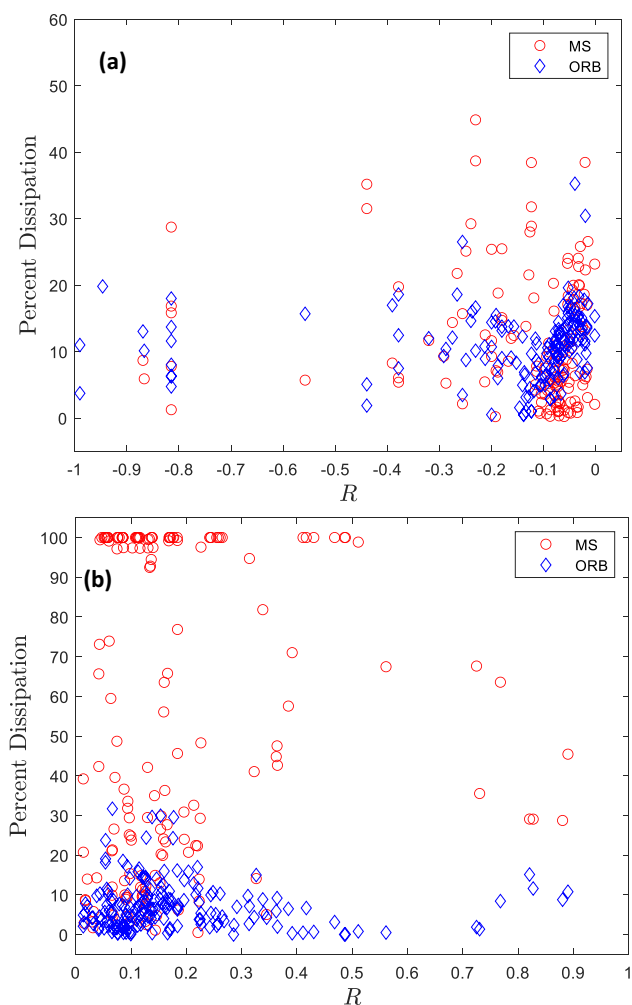 60
50
40
30
20
10
0
Percent Dissipation
(a)
MS
ORB
-1 -0.9 -0.8 -0.7 -0.6 -0.5 -0.4 -0.3 -0.2 -0.1 0
R
100
90
80
70
60
50
40
30
20
10
0
Percent Dissipation
(b)
MS
ORB
0 0.1 0.2 0.3 0.4 0.5 0.6 0.7 0.8 0.9 1
R